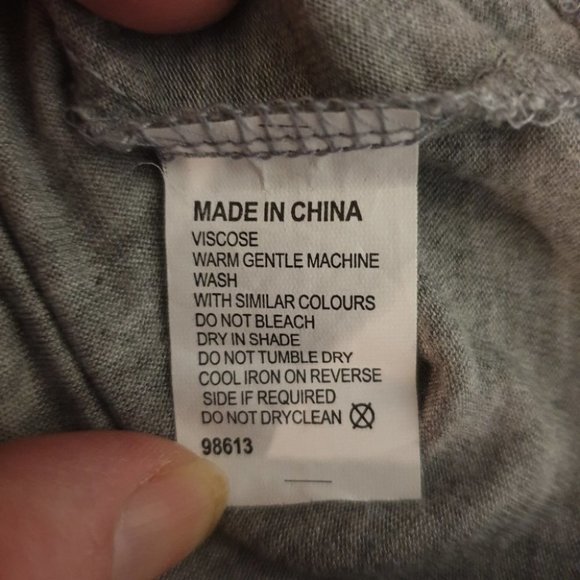 MADE IN CHINA
VISCOSE
WARM GENTLE MACHINE
WASH
WITH SIMILAR COLOURS
DO NOT BLEACH
DRY IN SHADE
DO NOT TUMBLE DRY
COOL IRON ON REVERSE
SIDE IF REQUIRED
DO NOT DRYCLEAN
98613